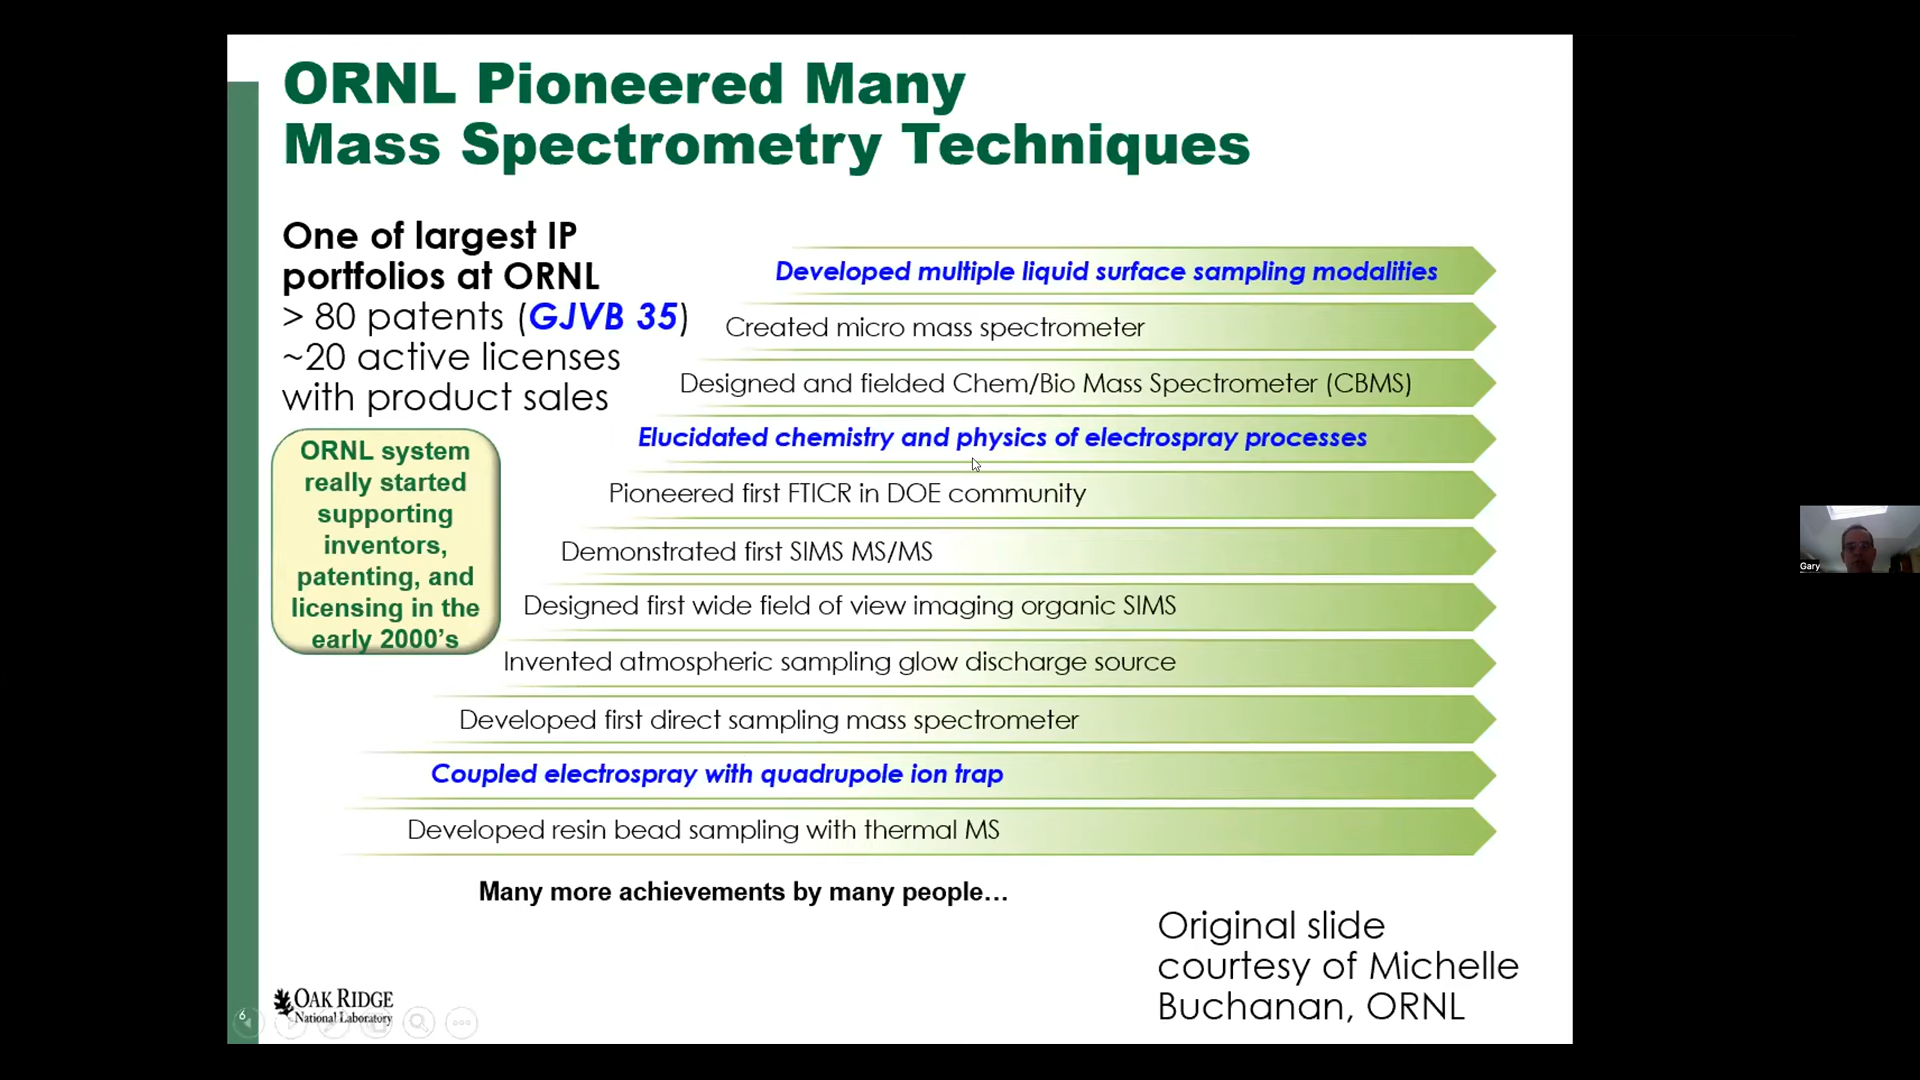 ORNL Pioneered Many
Mass Spectrometry Techniques
One of largest IP
portfolios at ORNL
> 80 patents (GJVB 35)
~20 active licenses
with product sales
ORNL system
really started
supporting
inventors,
patenting, and
licensing in the
early 2000's
Developed multiple liquid surface sampling modalities
Created micro mass spectrometer
Designed and fielded Chem/Bio Mass Spectrometer (CBMS)
Elucidated chemistry and physics of electrospray processes
Pioneered first FTICR in DOE community
Demonstrated first SIMS MS/MS
Designed first wide field of view imaging organic SIMS
Invented atmospheric sampling glow discharge source
Developed first direct sampling mass spectrometer
Coupled electrospray with quadrupole ion trap
Developed resin bead sampling with thermal MS
Many more achievements by many people…
Original slide
courtesy of Michelle
Buchanan, ORNL
6
OAK RIDGE
National Laboratory
Gary